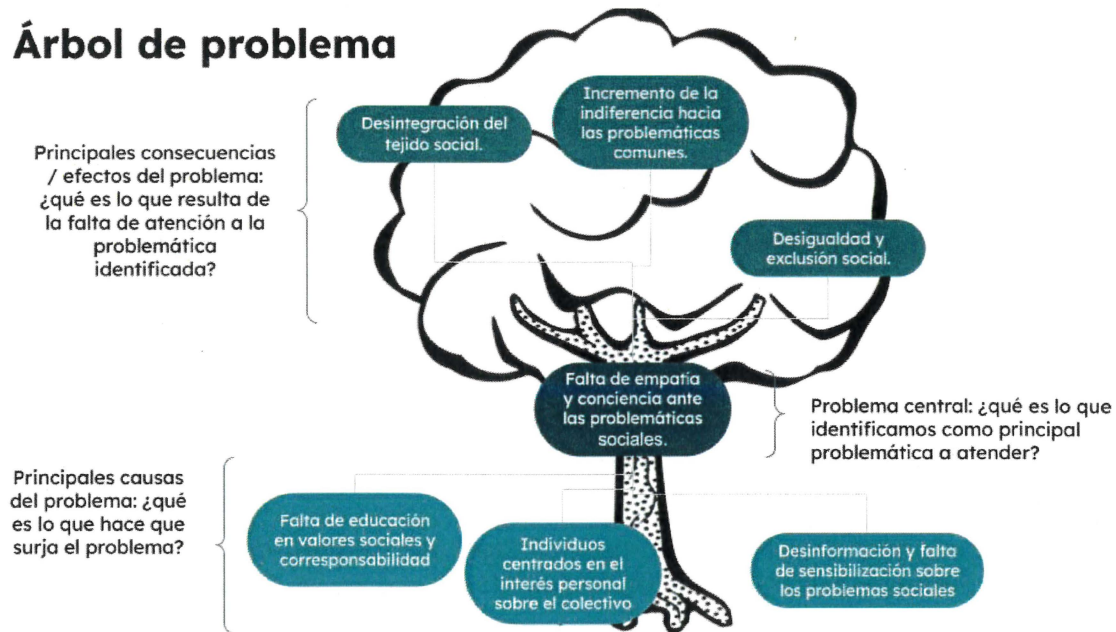 Árbol de problema
Principales consecuencias
/ efectos del problema:
¿qué es lo que resulta de
la falta de atención a la
problemática
identificada?
Desintegración del
tejido social.
Incremento de la
indiferencia hacia
las problemáticas
comunes.
Desigualdad y
exclusión social.
Falta de empatía
y conciencia ante
las problemáticas
sociales.
Problema central: ¿qué es lo que
identificamos como principal
problemática a atender?
Principales causas
del problema: ¿qué
es lo que hace que
surja el problema?
Falta de educación
en valores sociales y
corresponsabilidad
Individuos
centrados en el
interés personal
sobre el colectivo
Desinformación y falta
de sensibilización sobre
los problemas sociales